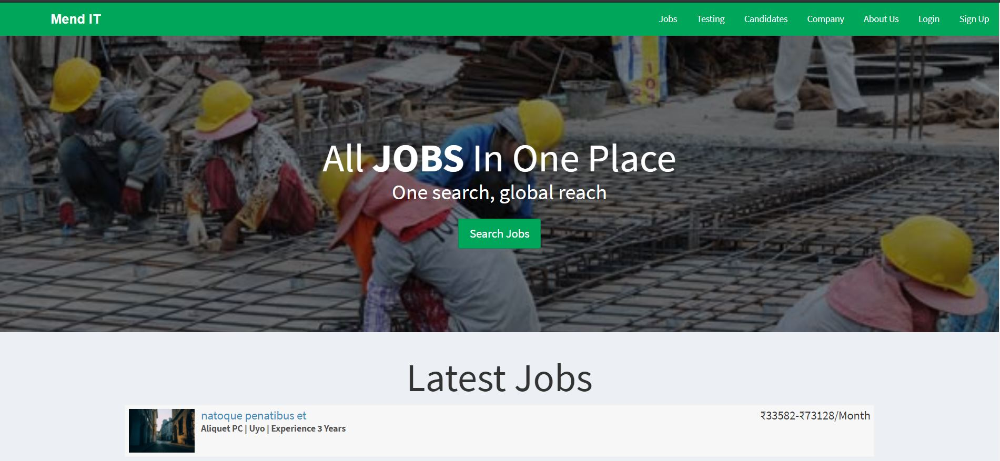 Mend IT
Jobs Testing Candidates Company About Us Login Sign Up
All JOBS In One Place
One search, global reach
Search Jobs
Latest Jobs
natoque penatibus et
₹33582-₹73128/Month
Aliquet PC | Uyo | Experience 3 Years